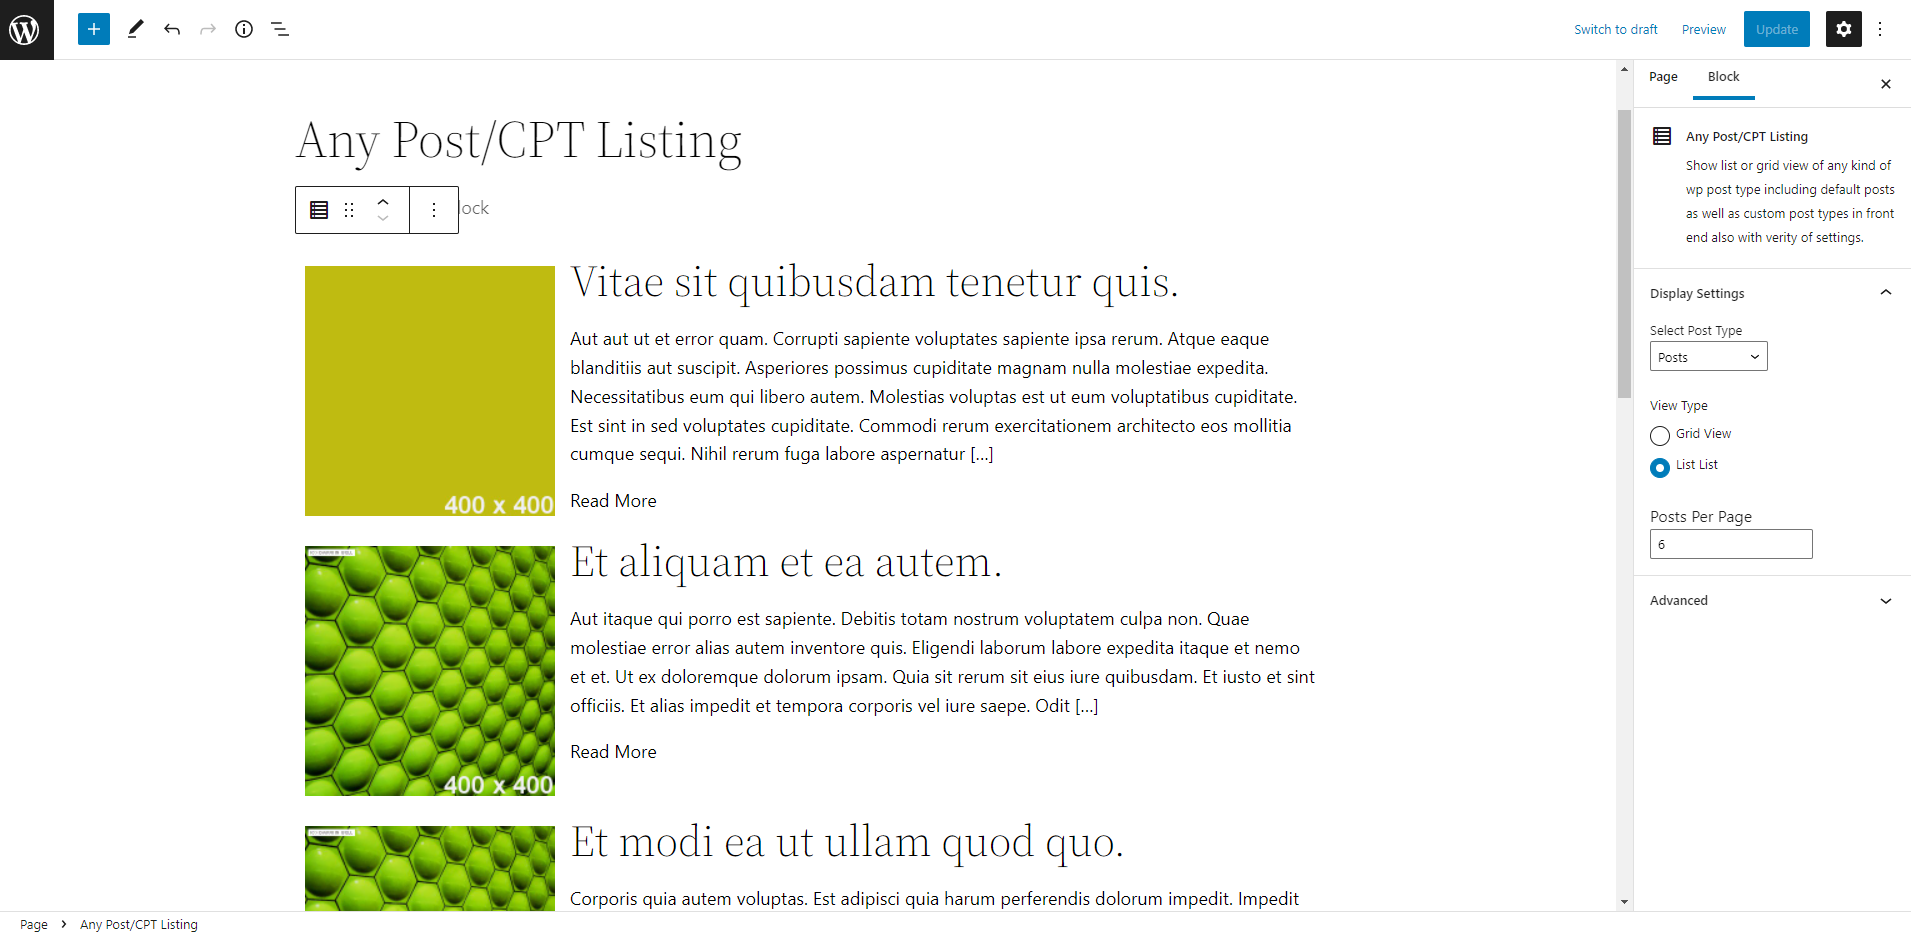 Switch to draft
Preview
Update
Any Post/CPT Listing
lock
Vitae sit quibusdam tenetur quis.
Aut aut ut et error quam. Corrupti sapiente voluptates sapiente ipsa rerum. Atque eaque
blanditiis aut suscipit. Asperiores possimus cupiditate magnam nulla molestiae expedita.
Necessitatibus eum qui libero autem. Molestias voluptas est ut eum voluptatibus cupiditate.
Est sint in sed voluptates cupiditate. Commodi rerum exercitationem architecto eos mollitia
cumque sequi. Nihil rerum fuga labore aspernatur [...]
400 x 400
Read More
Et aliquam et ea autem.
Aut itaque qui porro est sapiente. Debitis totam nostrum voluptatem culpa non. Quae
molestiae error alias autem inventore quis. Eligendi laborum labore expedita itaque et nemo
et et. Ut ex doloremque dolorum ipsam. Quia sit rerum sit eius iure quibusdam. Et iusto et sint
officiis. Et alias impedit et tempora corporis vel iure saepe. Odit [...]
Read More
400 x 400
Et modi ea ut ullam quod quo.
Corporis quia autem voluptas. Est adipisci quia harum perferendis dolorum impedit. Impedit
Page
Block
Any Post/CPT Listing
Show list or grid view of any kind of
wp post type including default posts
as well as custom post types in front
end also with verity of settings.
Display Settings
Select Post Type
Posts
View Type
Grid View
List List
Posts Per Page
6
Advanced
Page
Any Post/CPT Listing